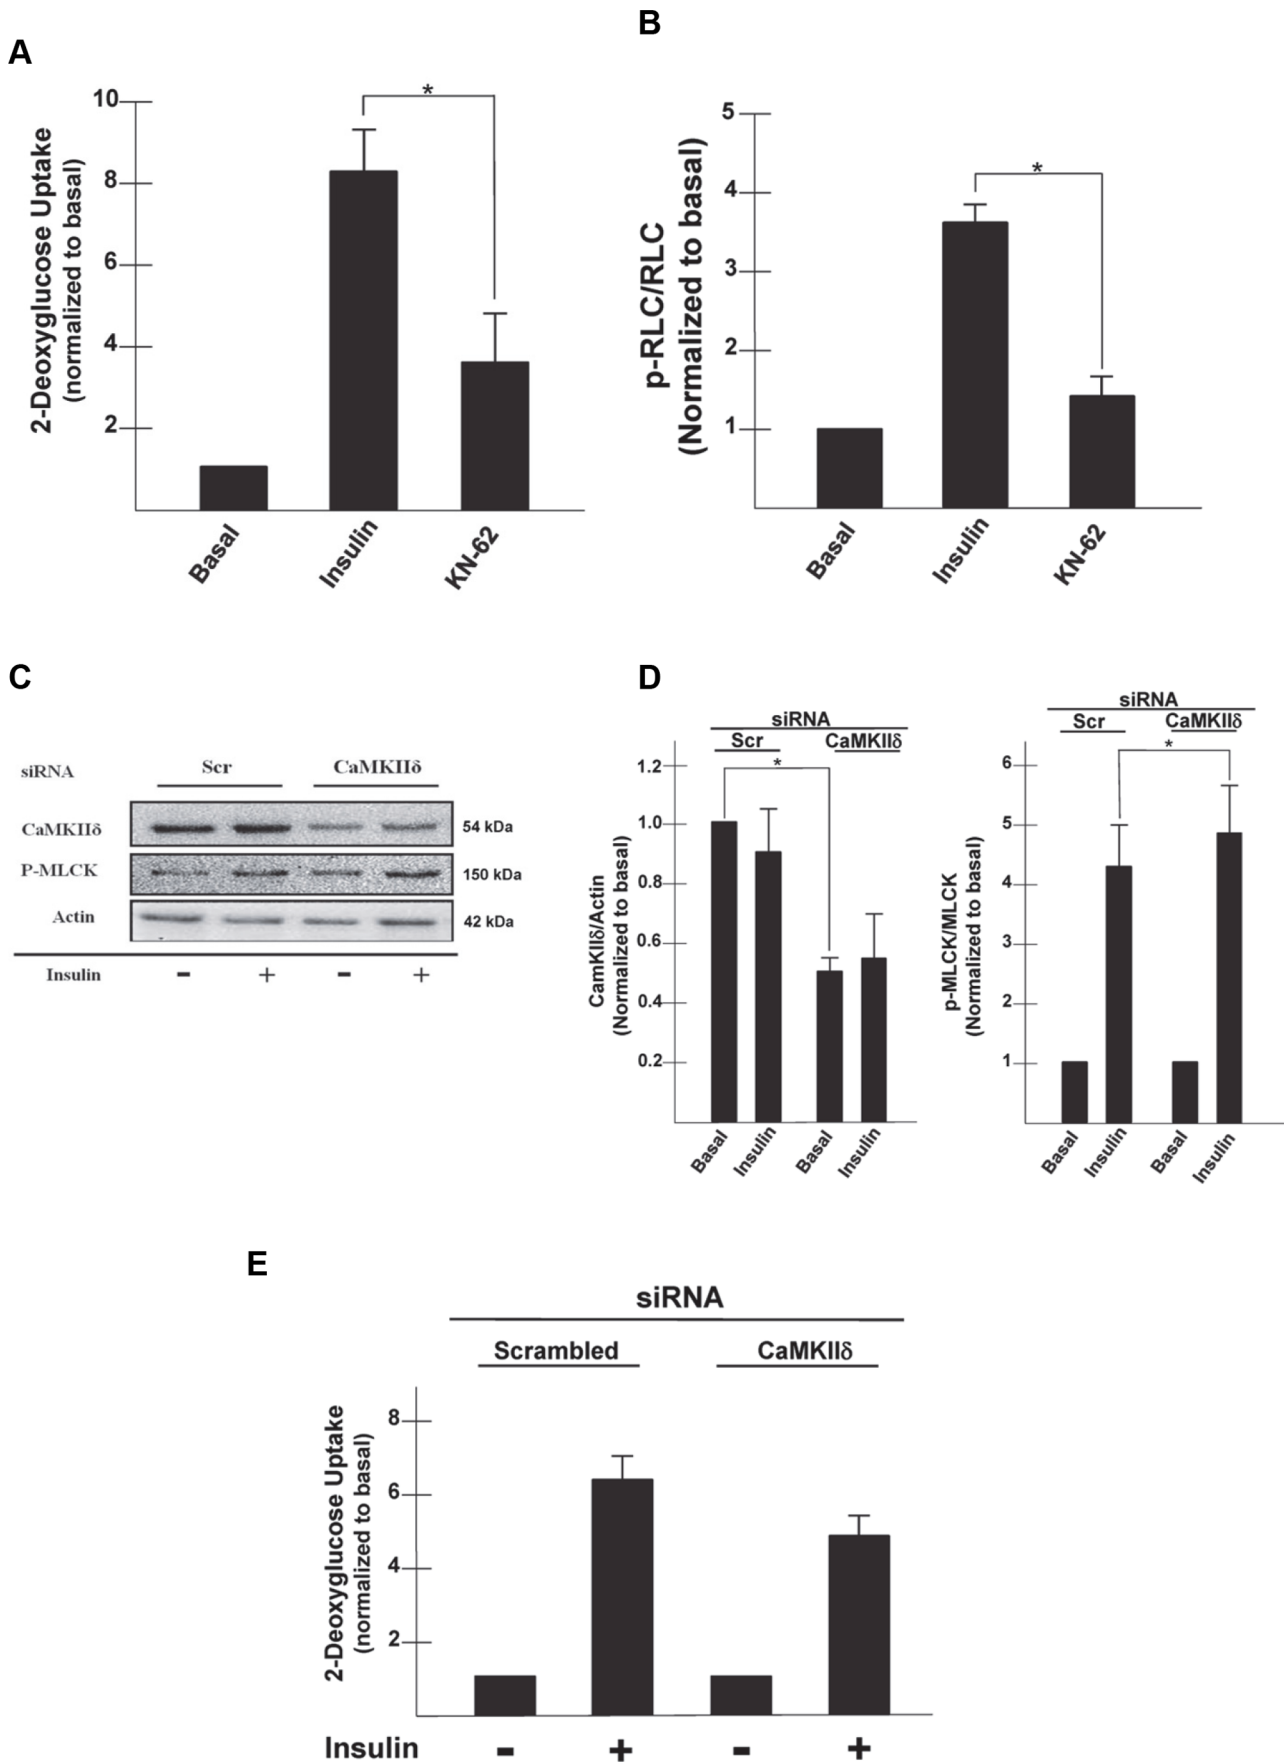 A
10
8
6
4
2
2-Deoxyglucose Uptake
(normalized to basal)
*
Basal
Insulin
KN-62
B
5
4
3
2
1
p-RLC/RLC
(Normalized to basal)
*
Basal
Insulin
KN-62
C
siRNA
Scr
CaMKIIδ
CaMKIIδ
54 kDa
P-MLCK
150 kDa
Actin
42 kDa
Insulin - + - +
D
siRNA
Scr
CaMKIIδ
*
1.2
1.0
0.8
0.6
0.4
0.2
CamKIIδ/Actin
(Normalized to basal)
Basal
Insulin
Basal
Insulin
siRNA
Scr
CaMKIIδ
*
6
5
4
3
2
1
p-MLCK/MLCK
(Normalized to basal)
Basal
Insulin
Basal
Insulin
E
siRNA
Scrambled
CaMKIIδ
8
6
4
2
2-Deoxyglucose Uptake
(normalized to basal)
Insulin - + - +